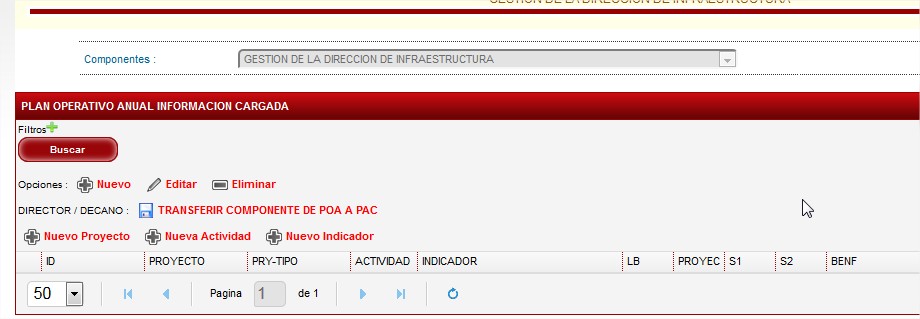 GESTION DE LA DIRECCION DE INFRAESTRUCTURA
Componentes : GESTION DE LA DIRECCION DE INFRAESTRUCTURA
PLAN OPERATIVO ANUAL INFORMACION CARGADA
Filtros
Buscar
Opciones : Nuevo Editar Eliminar
DIRECTOR / DECANO : TRANSFERIR COMPONENTE DE POA A PAC
Nuevo Proyecto Nueva Actividad Nuevo Indicador
ID PROYECTO PRY-TIPO ACTIVIDAD INDICADOR LB PROYEC S1 S2 BENF
50 Pagina 1 de 1